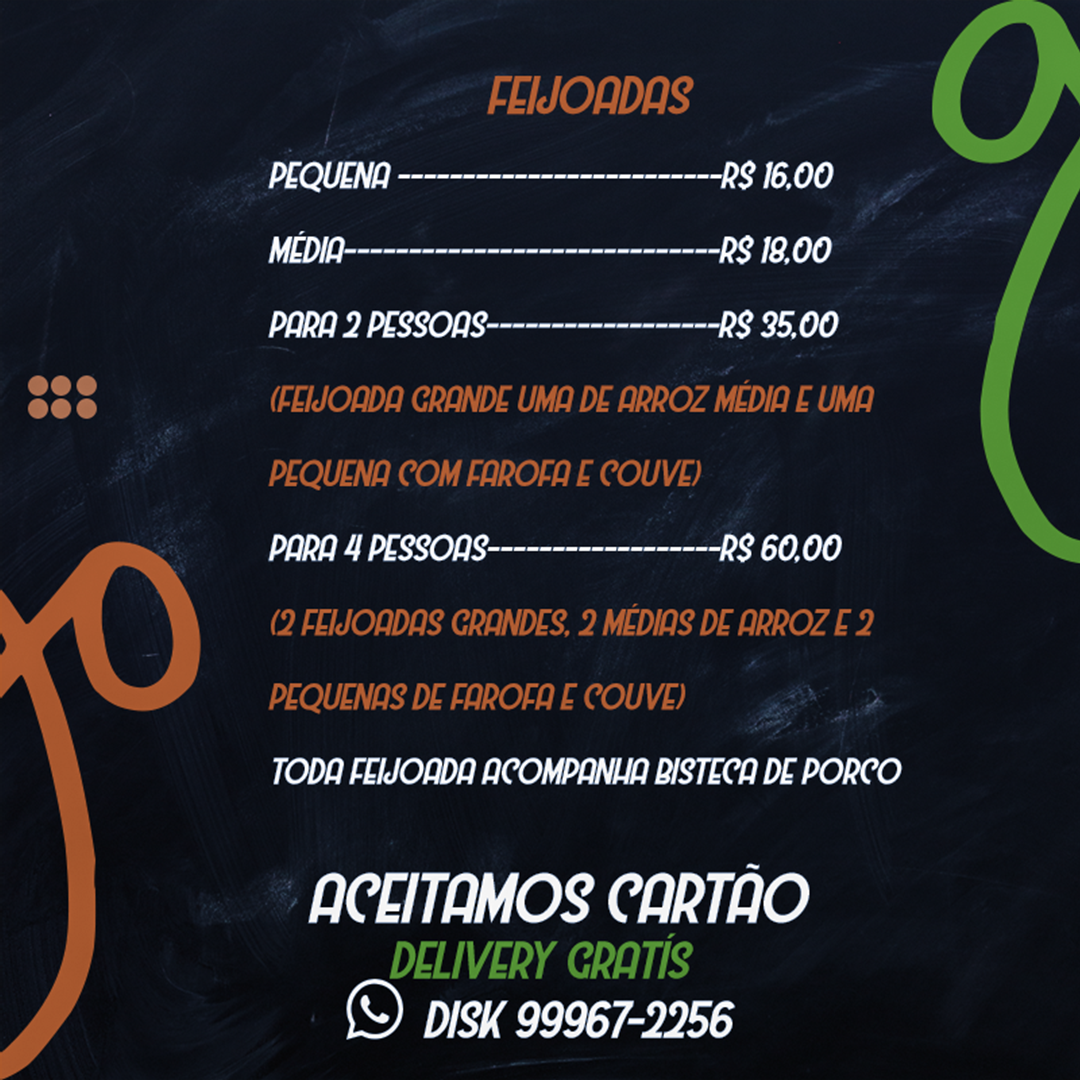 FEIJOADAS
PEQUENA -------------------------R$ 16,00
MÉDIA-----------------------------R$ 18,00
PARA 2 PESSOAS------------------R$ 35,00
(FEIJOADA GRANDE UMA DE ARROZ MÉDIA E UMA
PEQUENA COM FAROFA E COUVE)
PARA 4 PESSOAS------------------R$ 60,00
(2 FEIJOADAS GRANDES, 2 MÉDIAS DE ARROZ E 2
PEQUENAS DE FAROFA E COUVE)
TODA FEIJOADA ACOMPANHA BISTECA DE PORCO
ACEITAMOS CARTÃO
DELIVERY GRATÍS
DISK 99967-2256